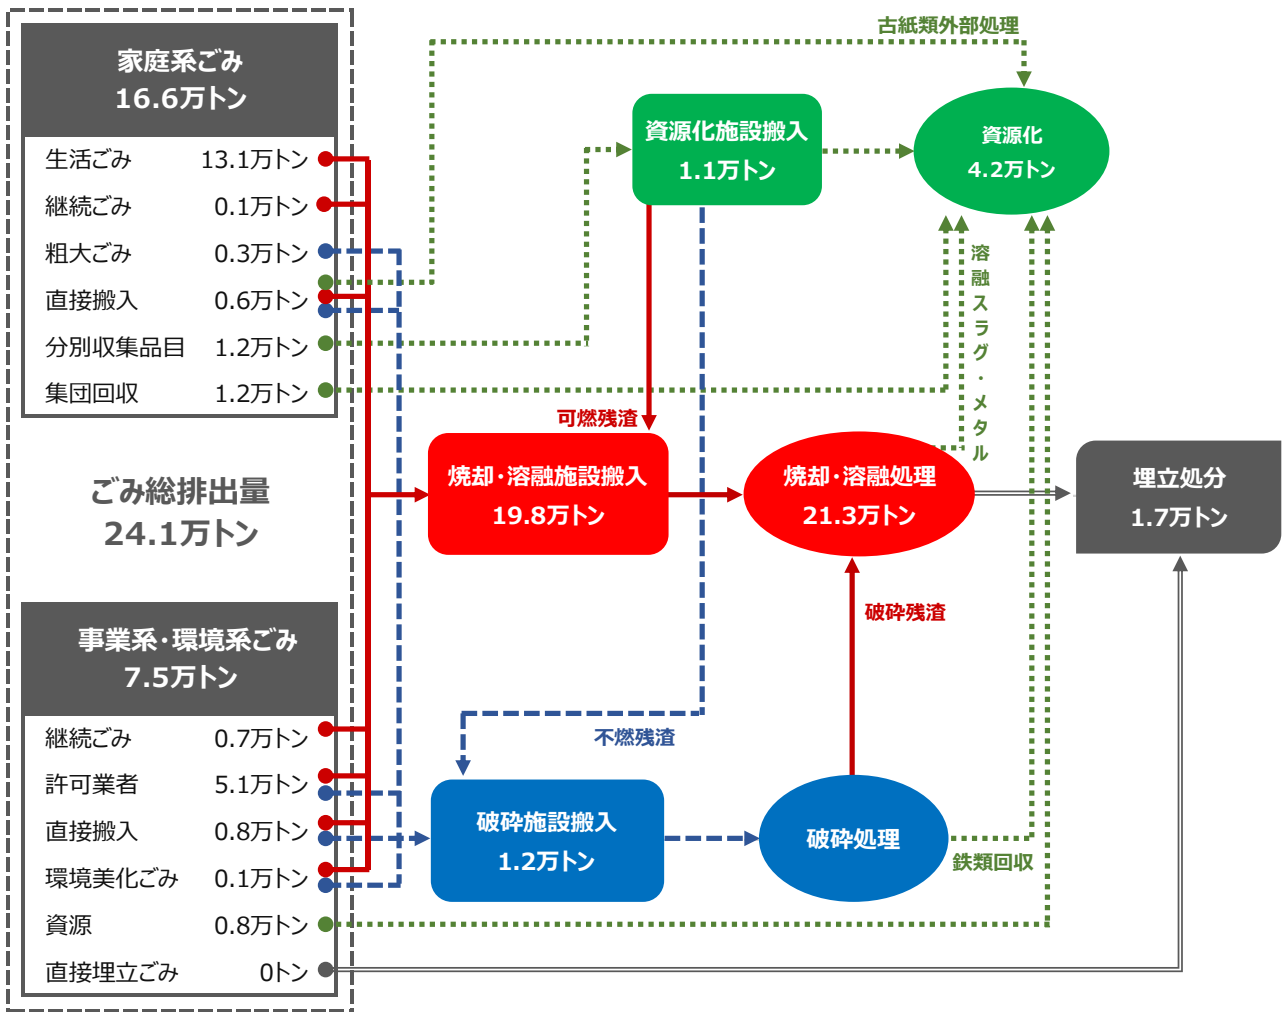 家庭系ごみ
16.6万トン
生活ごみ 13.1万トン
継続ごみ 0.1万トン
粗大ごみ 0.3万トン
直接搬入 0.6万トン
分別収集品目 1.2万トン
集団回収 1.2万トン
ごみ総排出量
24.1万トン
事業系・環境系ごみ
7.5万トン
継続ごみ 0.7万トン
許可業者 5.1万トン
直接搬入 0.8万トン
環境美化ごみ 0.1万トン
資源 0.8万トン
直接埋立ごみ 0トン
古紙類外部処理
資源化施設搬入
1.1万トン
資源化
4.2万トン
溶融スラグ・メタル
可燃残渣
焼却・溶融施設搬入
19.8万トン
焼却・溶融処理
21.3万トン
埋立処分
1.7万トン
破砕残渣
不燃残渣
破砕施設搬入
1.2万トン
破砕処理
鉄類回収